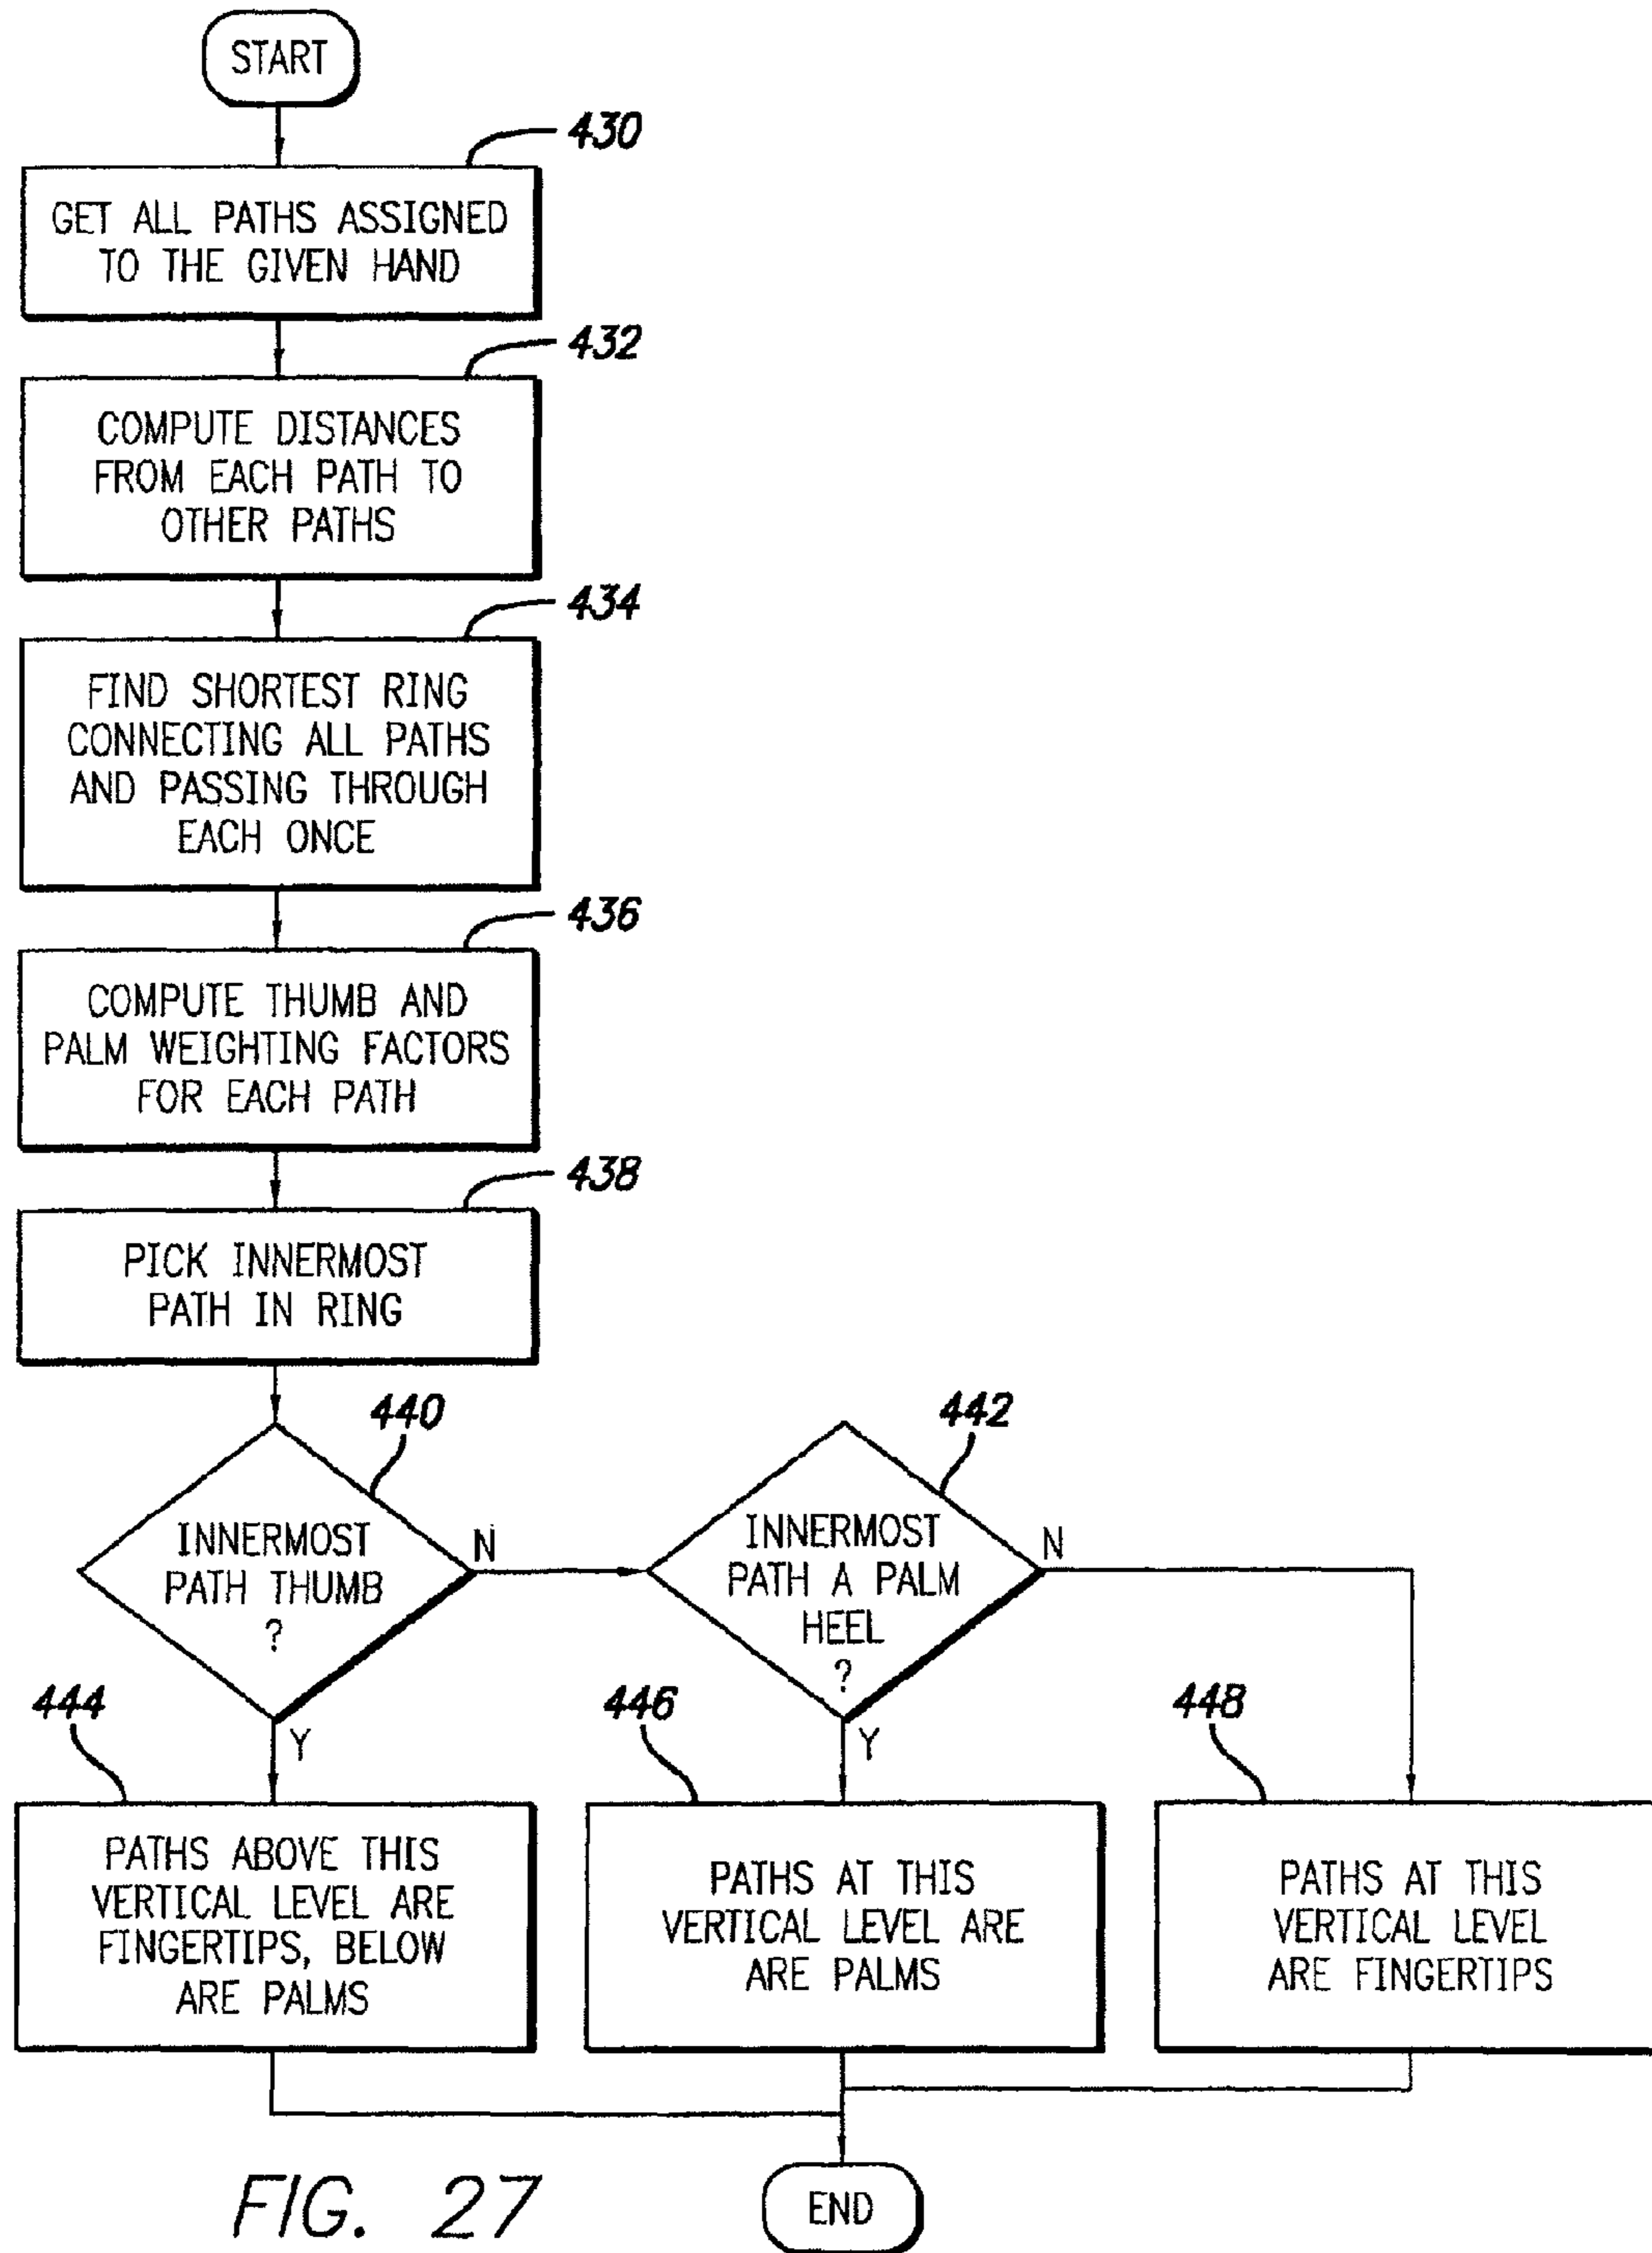 START
430
GET ALL PATHS ASSIGNED
TO THE GIVEN HAND
432
COMPUTE DISTANCES
FROM EACH PATH TO
OTHER PATHS
434
FIND SHORTEST RING
CONNECTING ALL PATHS
AND PASSING THROUGH
EACH ONCE
436
COMPUTE THUMB AND
PALM WEIGHTING FACTORS
FOR EACH PATH
438
PICK INNERMOST
PATH IN RING
440
INNERMOST
PATH THUMB
?
N
Y
442
INNERMOST
PATH A PALM
HEEL
?
N
Y
444
PATHS ABOVE THIS
VERTICAL LEVEL ARE
FINGERTIPS, BELOW
ARE PALMS
446
PATHS AT THIS
VERTICAL LEVEL ARE
ARE PALMS
448
PATHS AT THIS
VERTICAL LEVEL
ARE FINGERTIPS
END
FIG. 27